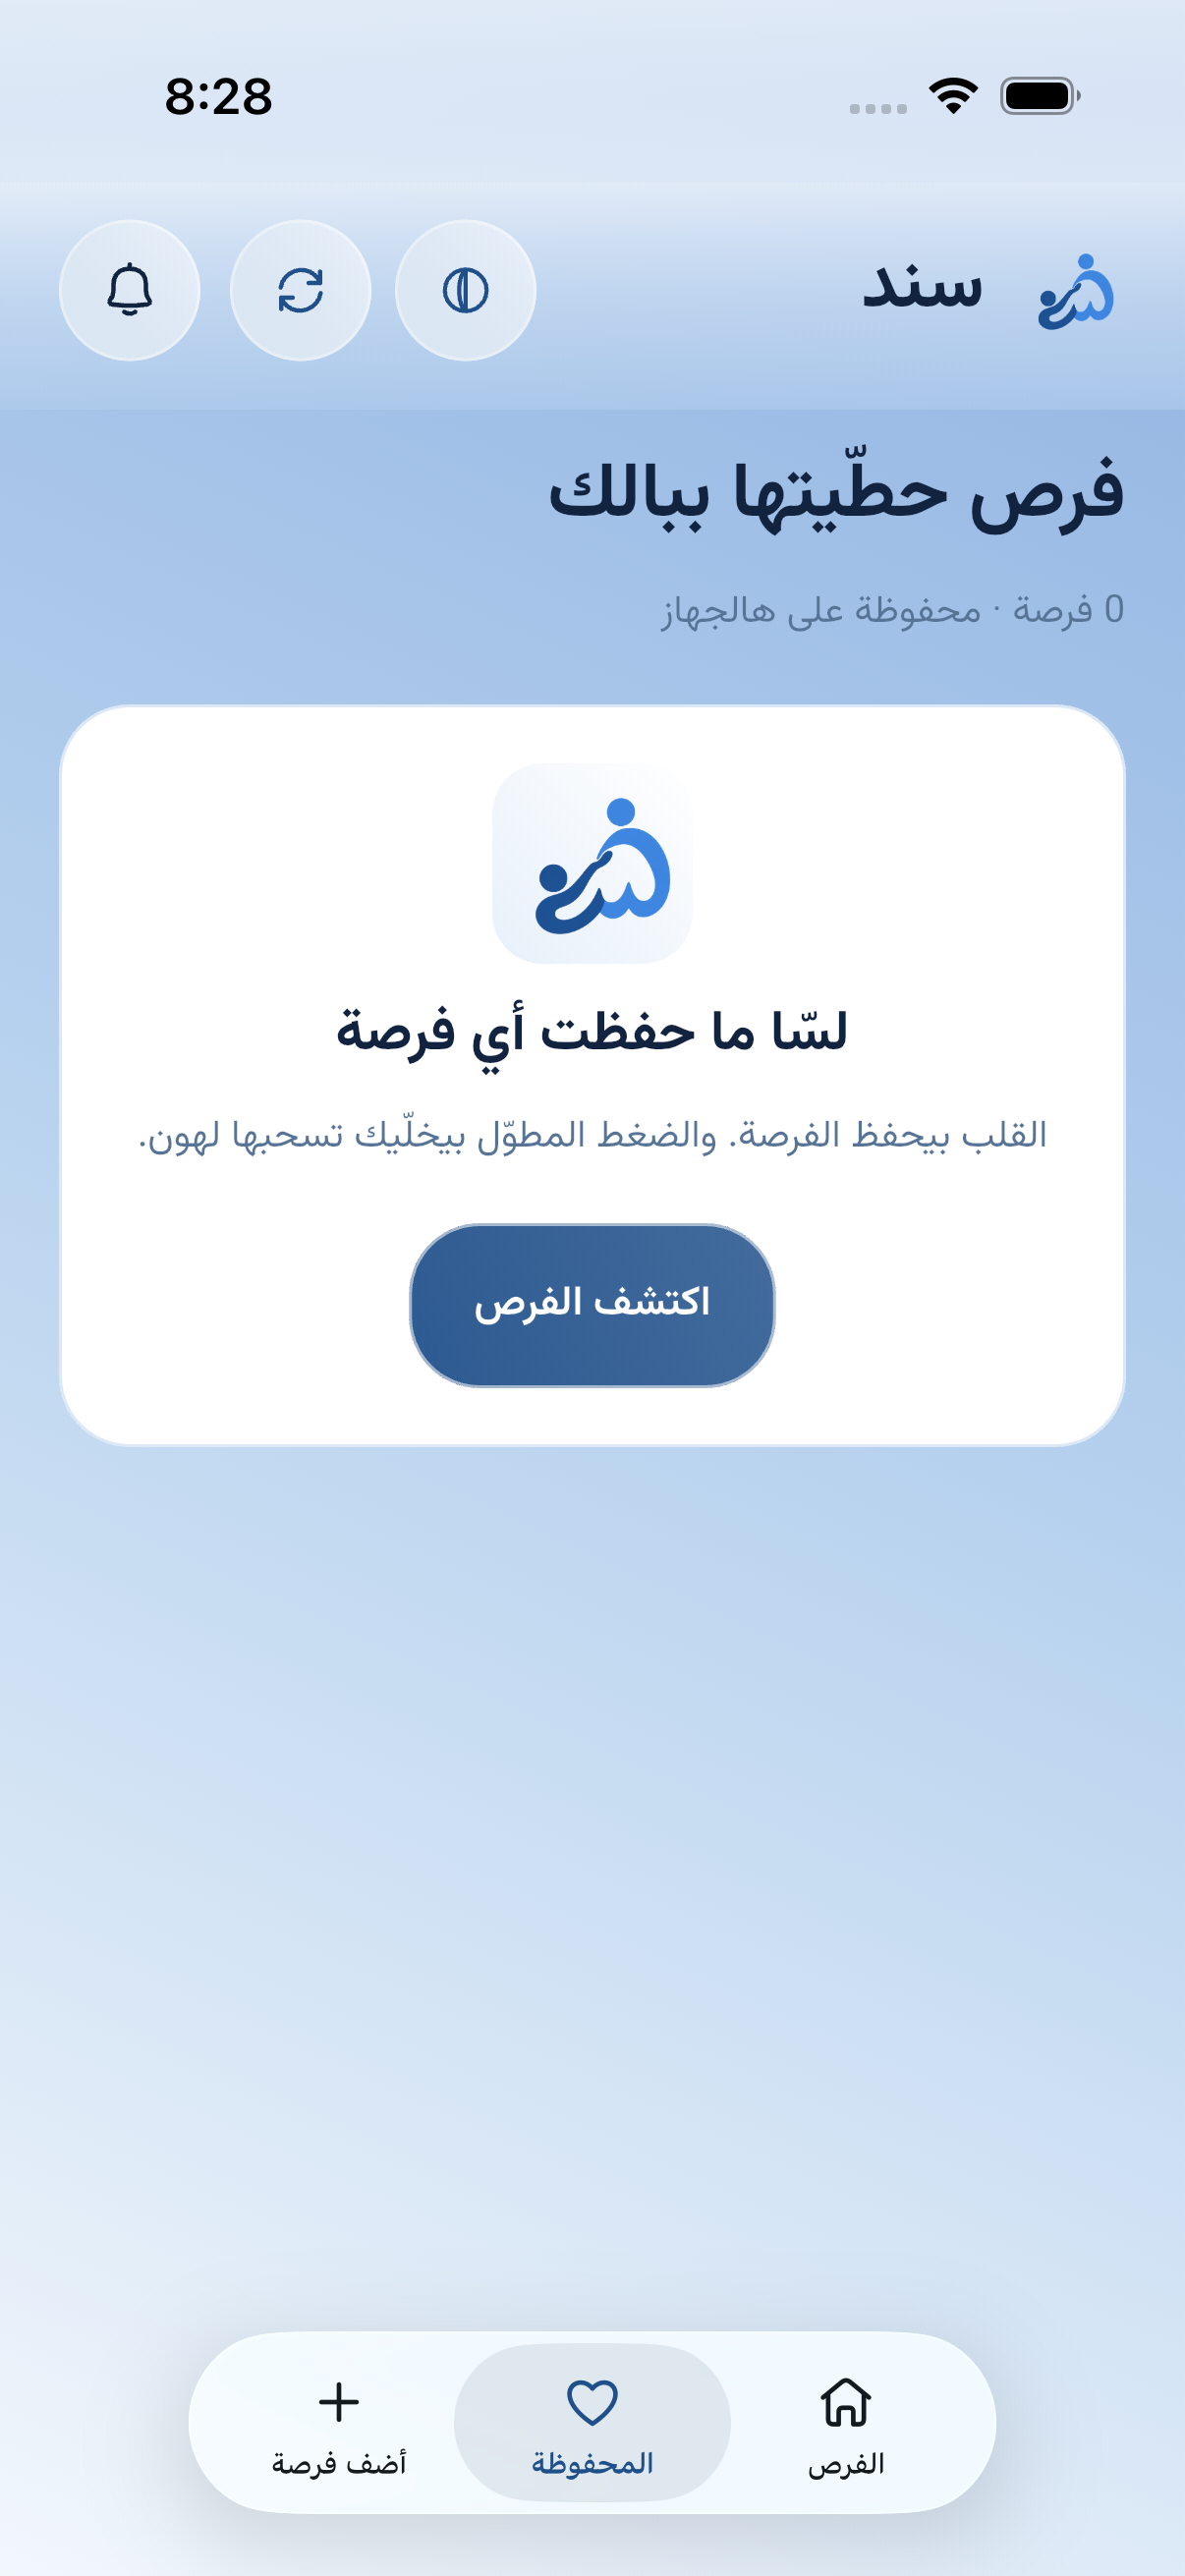 8:28
سند
فرص حطّيتها ببالك
0 فرصة · محفوظة على هالجهاز
لسّا ما حفظت أي فرصة
القلب بيحفظ الفرصة. والضغط المطوّل بيخلّيك تسحبها لهون.
اكتشف الفرص
الفرص
المحفوظة
أضف فرصة